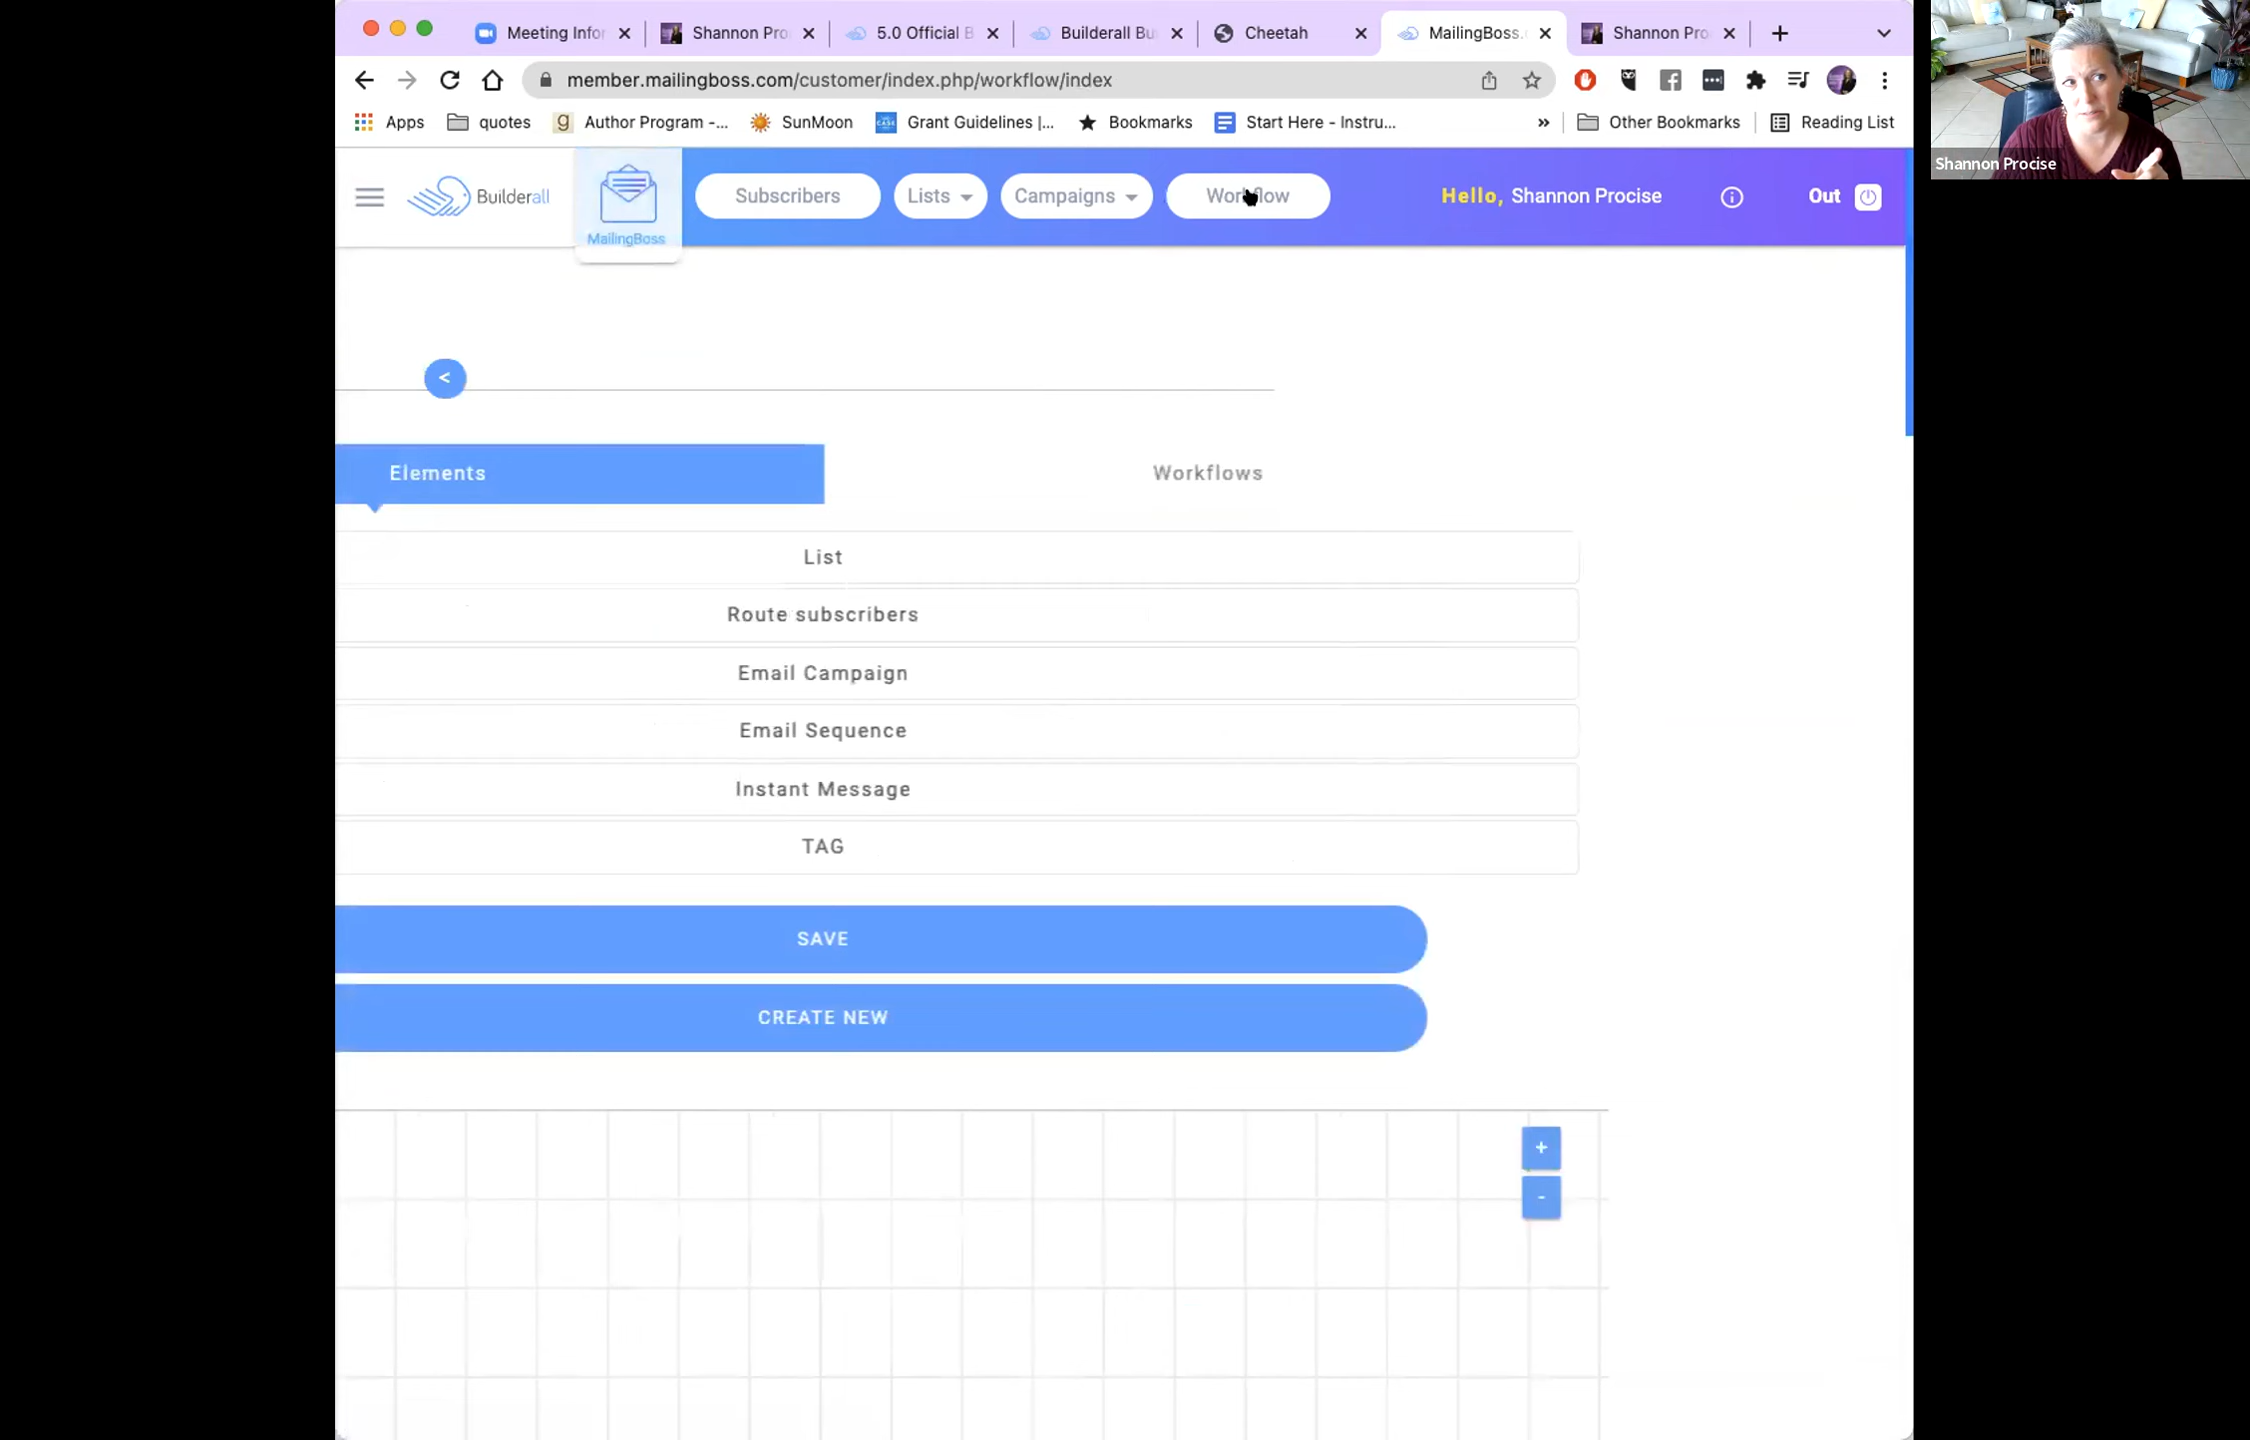 Meeting Infor
Shannon Pro
5.0 Official B
Builderall Bu
Cheetah
MailingBoss.
Shannon Pro
member.mailingboss.com/customer/index.php/workflow/index
Apps
quotes
Author Program -...
SunMoon
Grant Guidelines |...
Bookmarks
Start Here - Instru...
»
Other Bookmarks
Reading List
Shannon Procise
Builderall
MailingBoss
Subscribers
Lists
Campaigns
Workflow
Hello, Shannon Procise
Out
<
Elements
Workflows
List
Route subscribers
Email Campaign
Email Sequence
Instant Message
TAG
SAVE
CREATE NEW
+
-